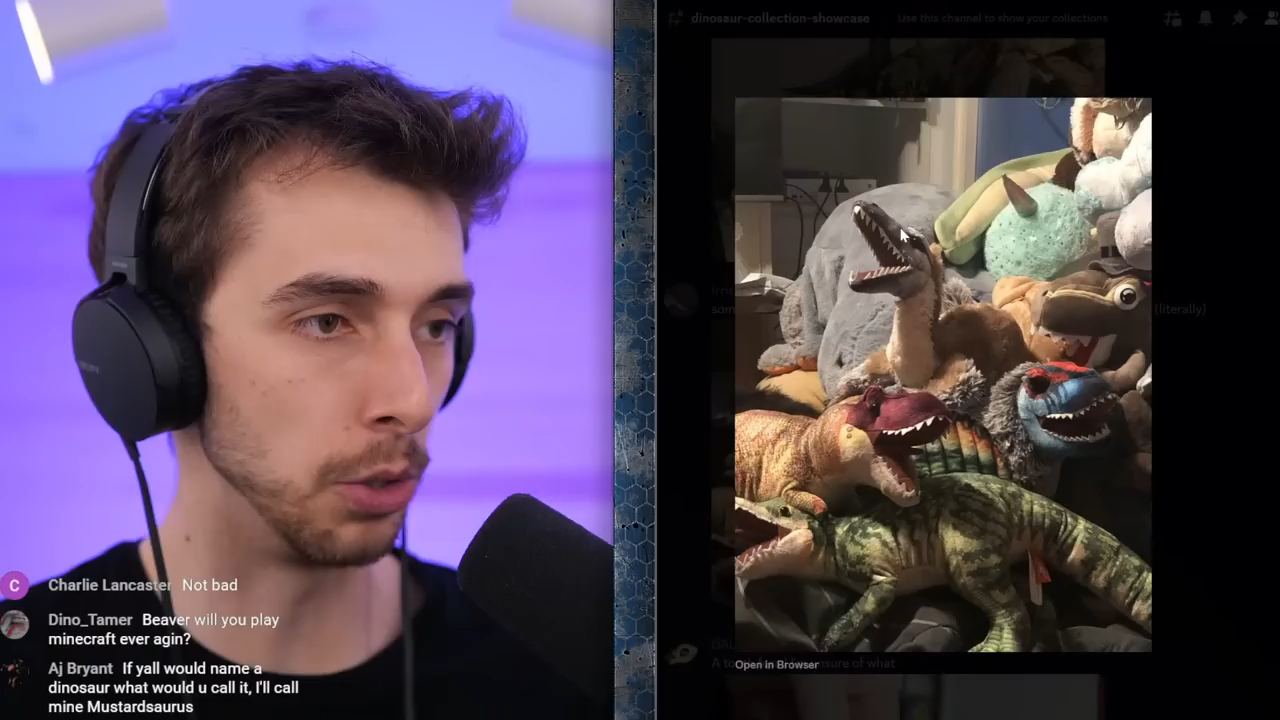 dinosaur-collection-showcase Use this channel to show your collections
(literally)
Open in Browser
Charlie Lancaster Not bad
Dino_Tamer Beaver will you play
minecraft ever agin?
Aj Bryant If yall would name a
dinosaur what would u call it, I'll call
mine Mustardsaurus